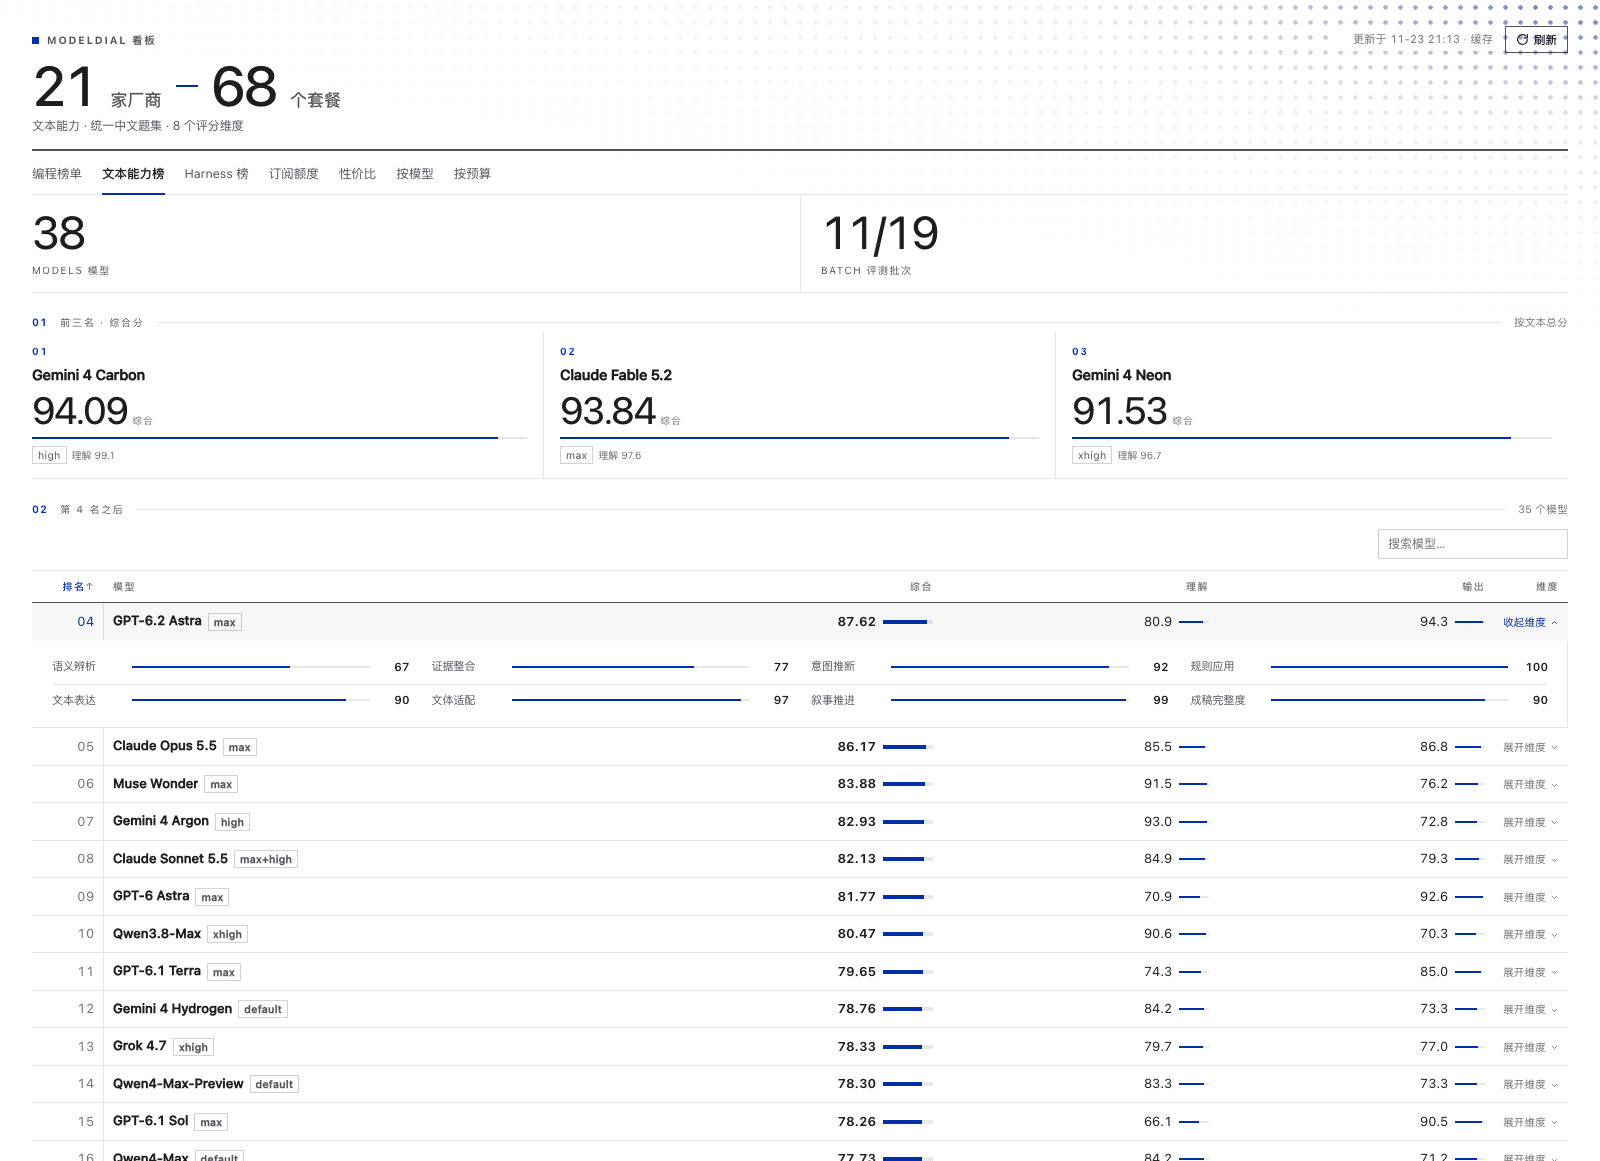 MODELDIAL 看板
更新于 11-23 21:13 · 缓存 刷新
21 家厂商 — 68 个套餐
文本能力 · 统一中文题集 · 8 个评分维度
编程榜单 文本能力榜 Harness 榜 订阅额度 性价比 按模型 按预算
38 11/19
MODELS 模型 BATCH 评测批次
01 前三名 · 综合分 按文本总分
01 02 03
Gemini 4 Carbon Claude Fable 5.2 Gemini 4 Neon
94.09 综合 93.84 综合 91.53 综合
high 理解 99.1 max 理解 97.6 xhigh 理解 96.7
02 第 4 名之后 35 个模型
搜索模型...
排名↑ 模型 综合 理解 输出 维度
04 GPT-6.2 Astra max 87.62 80.9 94.3 收起维度
语义辨析 67 证据整合 77 意图推断 92 规则应用 100
文本表达 90 文体适配 97 叙事推进 99 成稿完整度 90
05 Claude Opus 5.5 max 86.17 85.5 86.8 展开维度
06 Muse Wonder max 83.88 91.5 76.2 展开维度
07 Gemini 4 Argon high 82.93 93.0 72.8 展开维度
08 Claude Sonnet 5.5 max+high 82.13 84.9 79.3 展开维度
09 GPT-6 Astra max 81.77 70.9 92.6 展开维度
10 Qwen3.8-Max xhigh 80.47 90.6 70.3 展开维度
11 GPT-6.1 Terra max 79.65 74.3 85.0 展开维度
12 Gemini 4 Hydrogen default 78.76 84.2 73.3 展开维度
13 Grok 4.7 xhigh 78.33 79.7 77.0 展开维度
14 Qwen4-Max-Preview default 78.30 83.3 73.3 展开维度
15 GPT-6.1 Sol max 78.26 66.1 90.5 展开维度
16 Qwen4-Max default 77.73 84.2 71.2 展开维度